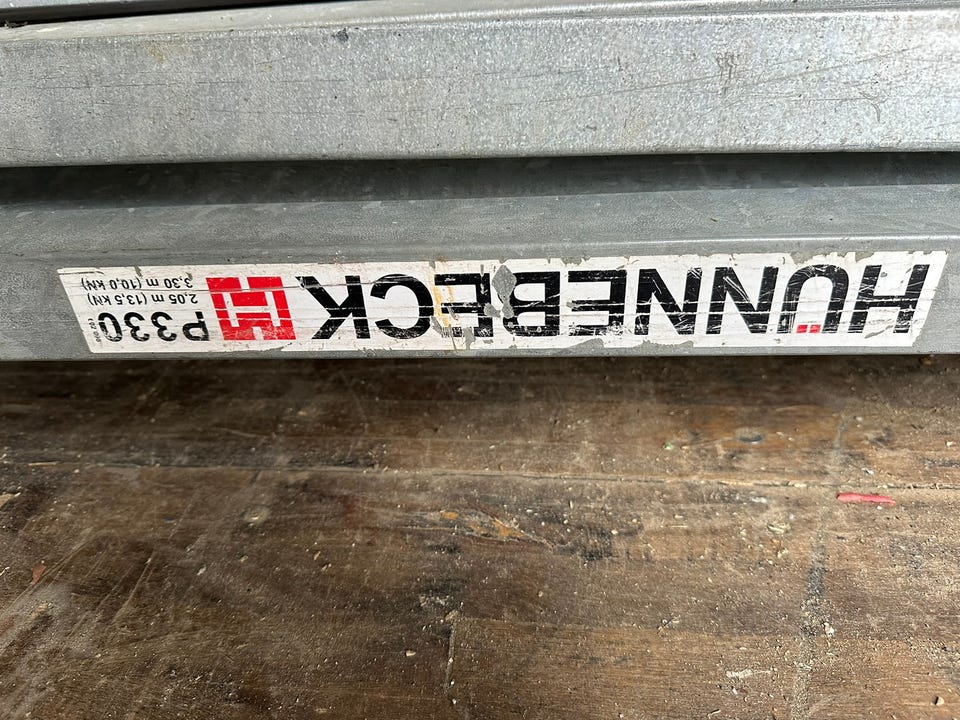 HÜNNEBECK
P330
2,05 m (13.5 kN)
3,30 m (10.0 kN)